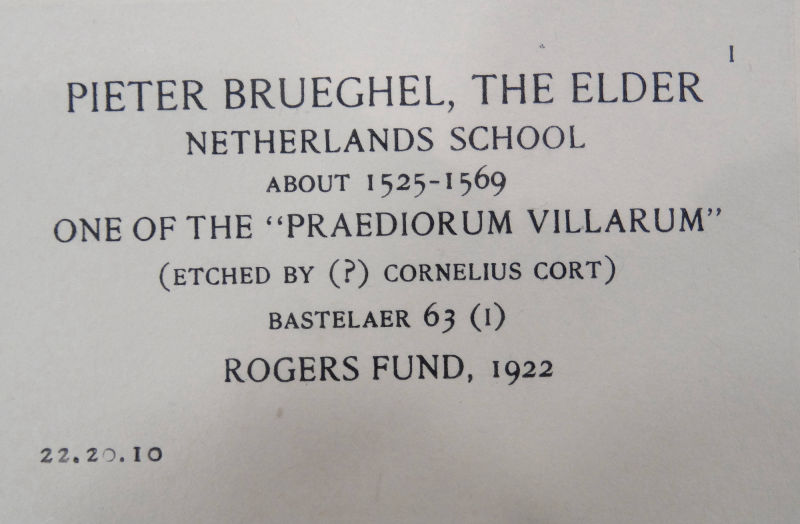 I
PIETER BRUEGHEL, THE ELDER
NETHERLANDS SCHOOL
ABOUT 1525-1569
ONE OF THE “PRAEDIORUM VILLARUM”
(ETCHED BY (?) CORNELIUS CORT)
BASTELAER 63 (I)
ROGERS FUND, 1922
22.20.10